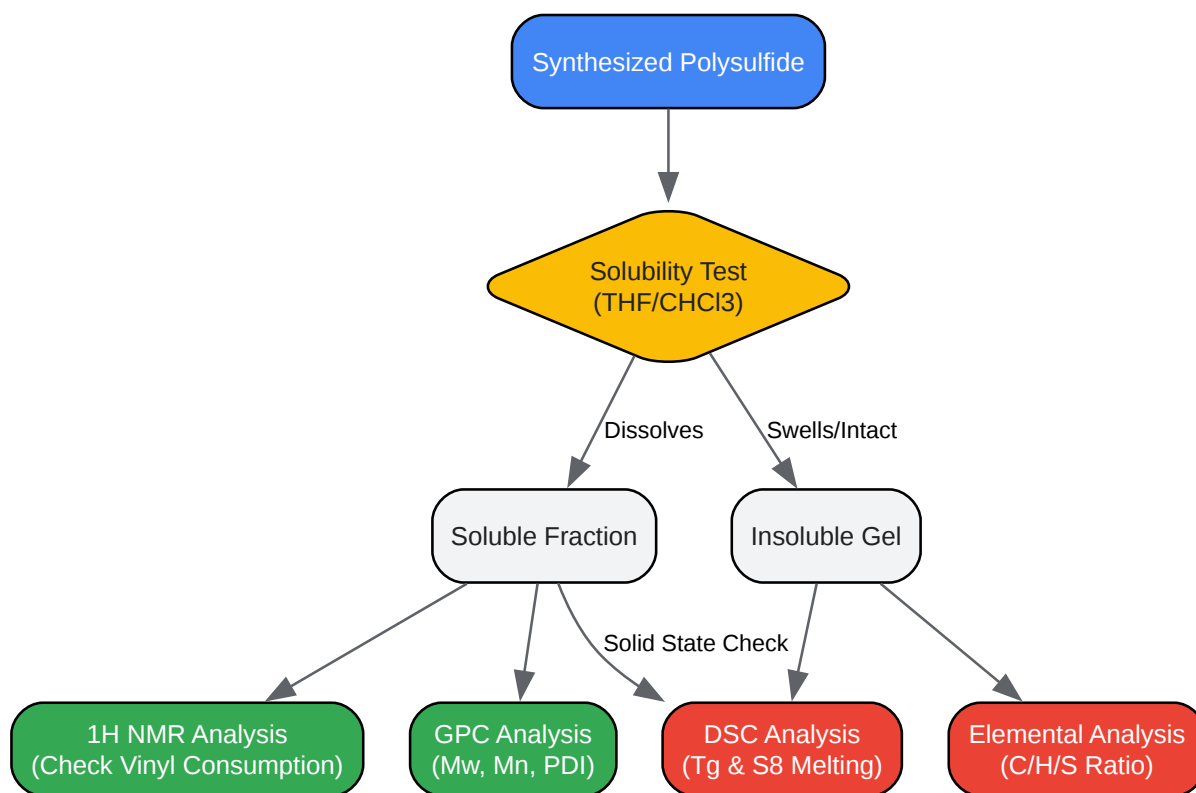 Synthesized Polysulfide
Solubility Test
(THF/CHCl3)
Dissolves
Swells/Intact
Soluble Fraction
Insoluble Gel
Solid State Check
1H NMR Analysis
(Check Vinyl Consumption)
GPC Analysis
(Mw, Mn, PDI)
DSC Analysis
(Tg & S8 Melting)
Elemental Analysis
(C/H/S Ratio)